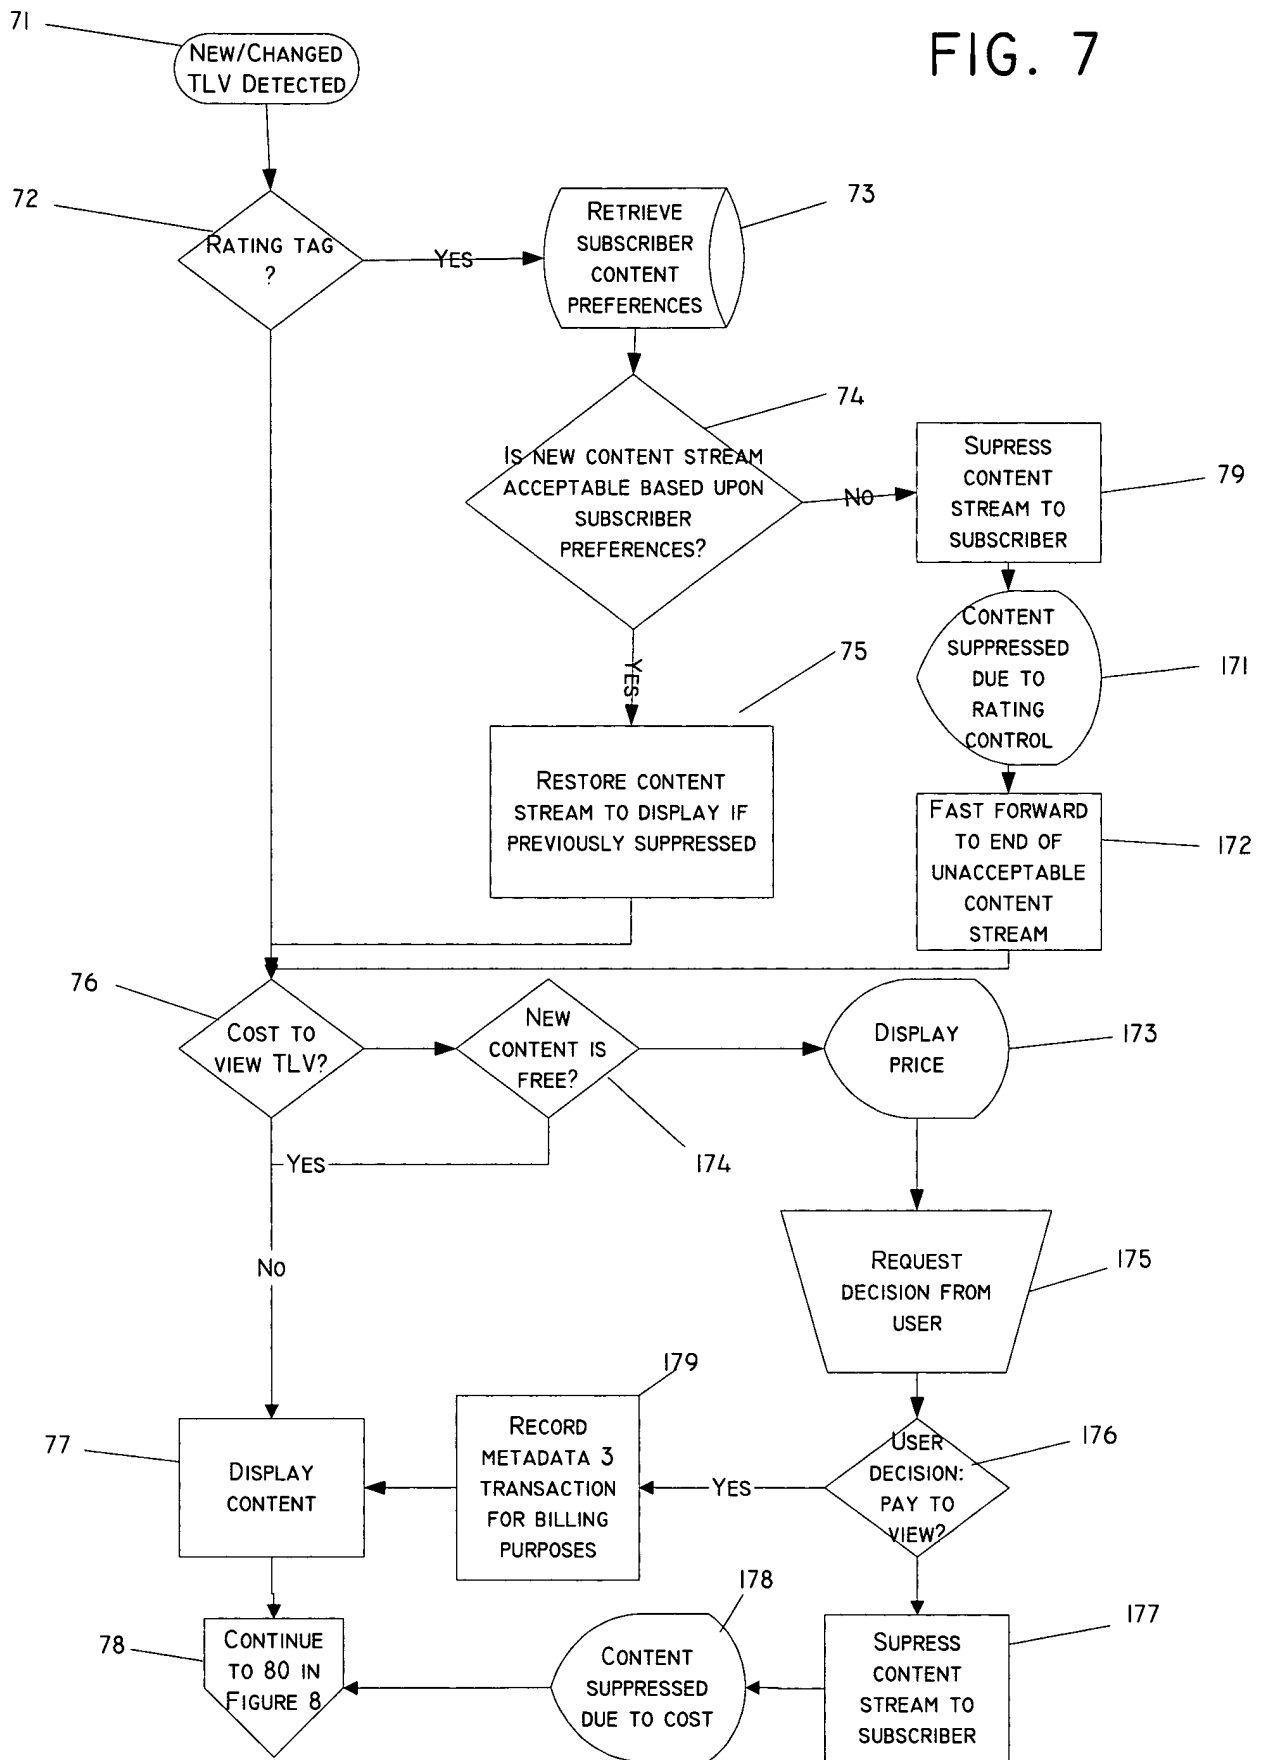 FIG. 7
71
NEW/CHANGED
TLV DETECTED
72
RATING TAG
?
YES
RETRIEVE
SUBSCRIBER
CONTENT
PREFERENCES
73
74
IS NEW CONTENT STREAM
ACCEPTABLE BASED UPON
SUBSCRIBER
PREFERENCES?
NO
SUPRESS
CONTENT
STREAM TO
SUBSCRIBER
79
YES
75
CONTENT
SUPPRESSED
DUE TO
RATING
CONTROL
171
RESTORE CONTENT
STREAM TO DISPLAY IF
PREVIOUSLY SUPPRESSED
FAST FORWARD
TO END OF
UNACCEPTABLE
CONTENT
STREAM
172
76
COST TO
VIEW TLV?
NEW
CONTENT IS
FREE?
174
DISPLAY
PRICE
173
YES
NO
REQUEST
DECISION FROM
USER
175
77
DISPLAY
CONTENT
179
RECORD
METADATA 3
TRANSACTION
FOR BILLING
PURPOSES
YES
USER
DECISION:
PAY TO
VIEW?
176
78
CONTINUE
TO 80 IN
FIGURE 8
178
CONTENT
SUPPRESSED
DUE TO COST
177
SUPRESS
CONTENT
STREAM TO
SUBSCRIBER